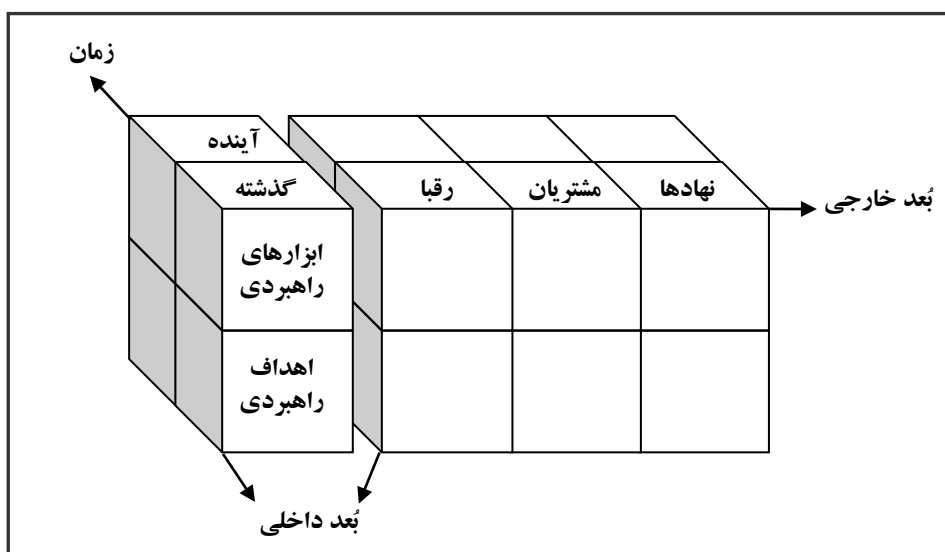 زمان
آینده
گذشته
رقبا
مشتریان
نهادها
بُعد خارجی
ابزارهای
راهبردی
اهداف
راهبردی
بُعد داخلی